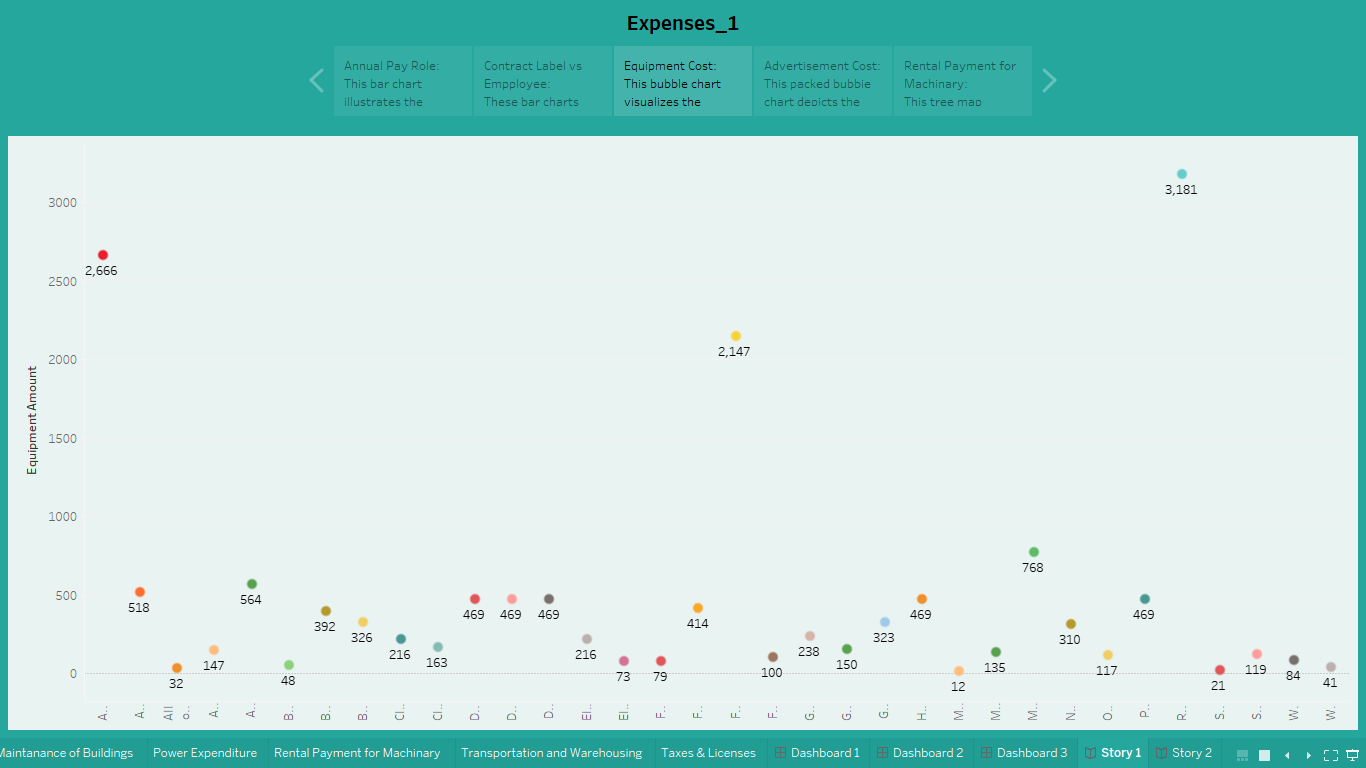 Expenses_1
Annual Pay Role:
This bar chart
illustrates the
Contract Label vs
Empployee:
These bar charts
Equipment Cost:
This bubble chart
visualizes the
Advertisement Cost:
This packed bubble
chart depicts the
Rental Payment for
Machinery:
This tree map
Equipment Amount
3000
2500
2000
1500
1000
500
0
2,666
518
32
147
564
48
392
326
216
163
469
469
469
216
73
79
414
2,147
100
238
150
323
469
12
135
768
310
117
469
3,181
21
119
84
41
A..
A..
All
o..
A..
A..
B..
B..
B..
Cl..
Cl..
D..
D..
D..
El..
El..
F..
F..
F..
F..
G..
G..
G..
H..
M..
M..
M..
N..
O..
P..
R..
S..
S..
W..
W..
Maintanance of Buildings
Power Expenditure
Rental Payment for Machinary
Transportation and Warehousing
Taxes & Licenses
Dashboard 1
Dashboard 2
Dashboard 3
Story 1
Story 2